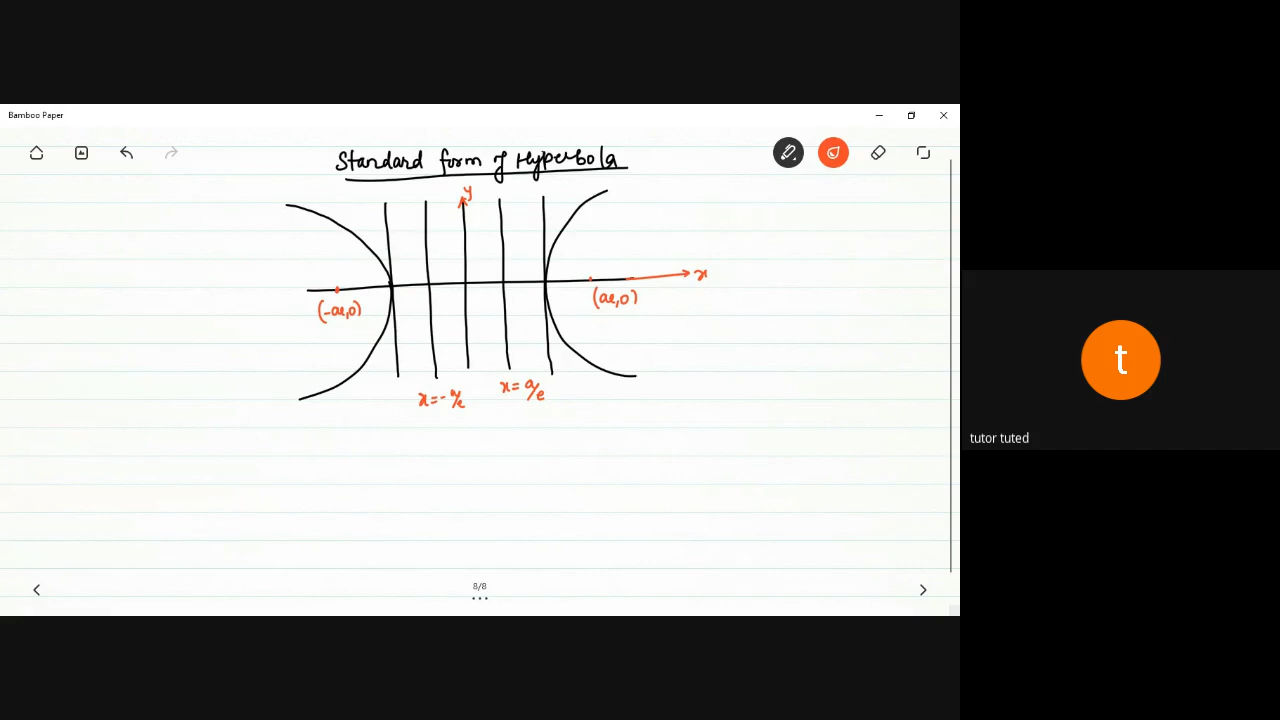 Bamboo Paper
Standard form of Hyperbola
y
x
(-ae,0)
(ae,0)
x=-a/e
x=a/e
tutor tuted
t
8/8